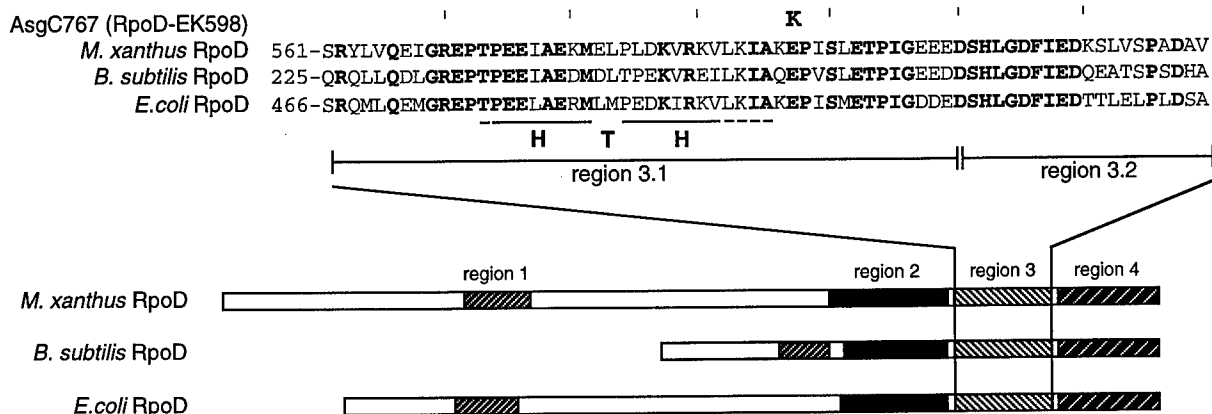 K
AsgC767 (RpoD-EK598)
M. xanthus RpoD 561-SRYLVQEIGREPTPEEIAEKMELPLDKVRKVLKIAKEPISLETPIGEEEDSHLGDFIEDKSLVSPADAV
B. subtilis RpoD 225-QRQLLQDLGREPTPEEIAEDMDLTPEKVREILKIAQEPVSLETPIGEEDDSHLGDFIEDQEATSPSDHA
E.coli RpoD 466-SRQMLQEMGREPTPEELAERMLMPEDKIRKVLKIAKEPISMETPIGDDEDSHLGDFIEDTTLELPLDSA
H T H
region 3.1 region 3.2
region 1 region 2 region 3 region 4
M. xanthus RpoD
B. subtilis RpoD
E.coli RpoD